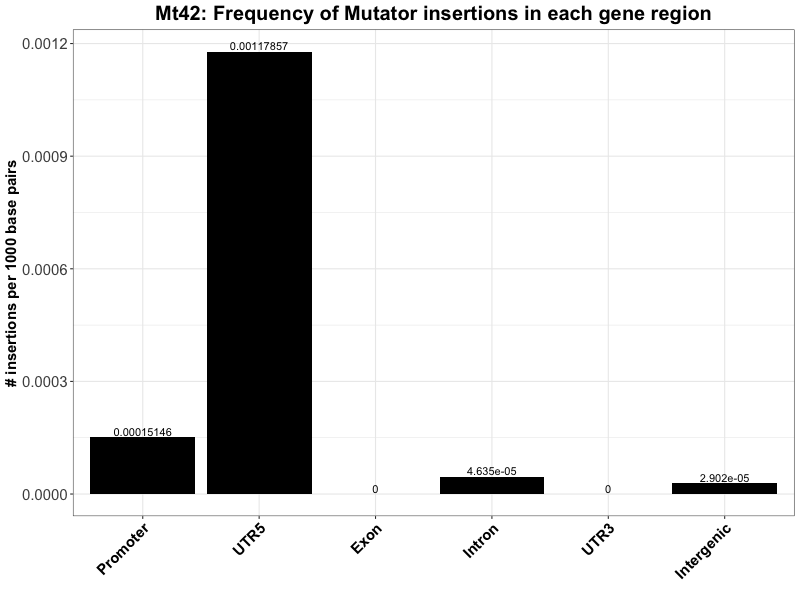 Mt42: Frequency of Mutator insertions in each gene region
# insertions per 1000 base pairs
0.0012
0.0009
0.0006
0.0003
0.0000
0.00015146
0.00117857
0
4.635e-05
0
2.902e-05
Promoter
UTR5
Exon
Intron
UTR3
Intergenic